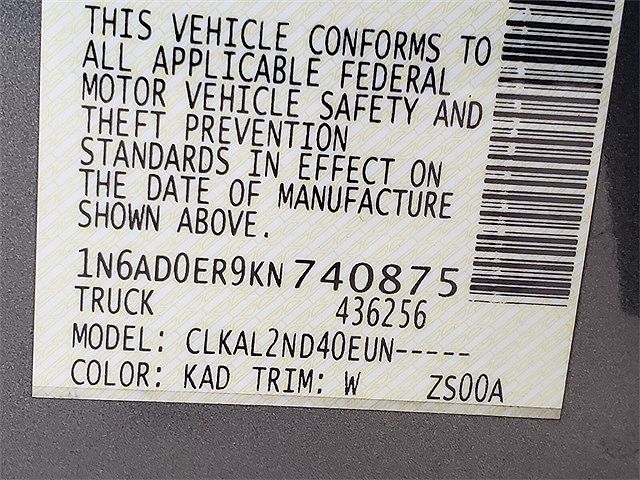 THIS VEHICLE CONFORMS TO
ALL APPLICABLE FEDERAL
MOTOR VEHICLE SAFETY AND
THEFT PREVENTION
STANDARDS IN EFFECT ON
THE DATE OF MANUFACTURE
SHOWN ABOVE.
1N6AD0ER9KN740875
TRUCK 436256
MODEL: CLKAL2ND40EUN-----
COLOR: KAD TRIM: W ZS00A